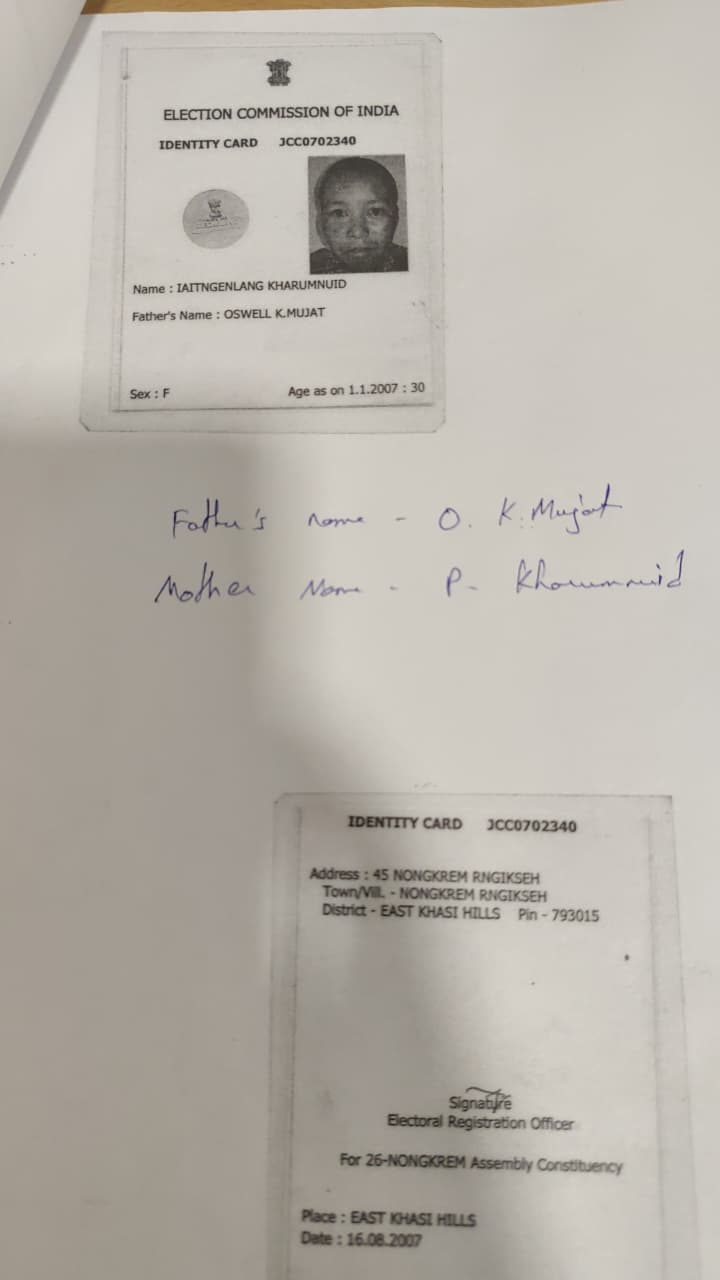 ELECTION COMMISSION OF INDIA
IDENTITY CARD JCC0702340
Name : IAITNGENLANG KHARUMNUID
Father's Name : OSWELL K.MUJAT
Sex : F Age as on 1.1.2007 : 30
Father's name - O. K. Mujat
Mother Name - P. Kharumnuid
IDENTITY CARD JCC0702340
Address : 45 NONGKREM RNGIKSEH
Town/Vill. - NONGKREM RNGIKSEH
District - EAST KHASI HILLS Pin - 793015
Signature
Electoral Registration Officer
For 26-NONGKREM Assembly Constituency
Place : EAST KHASI HILLS
Date : 16.08.2007